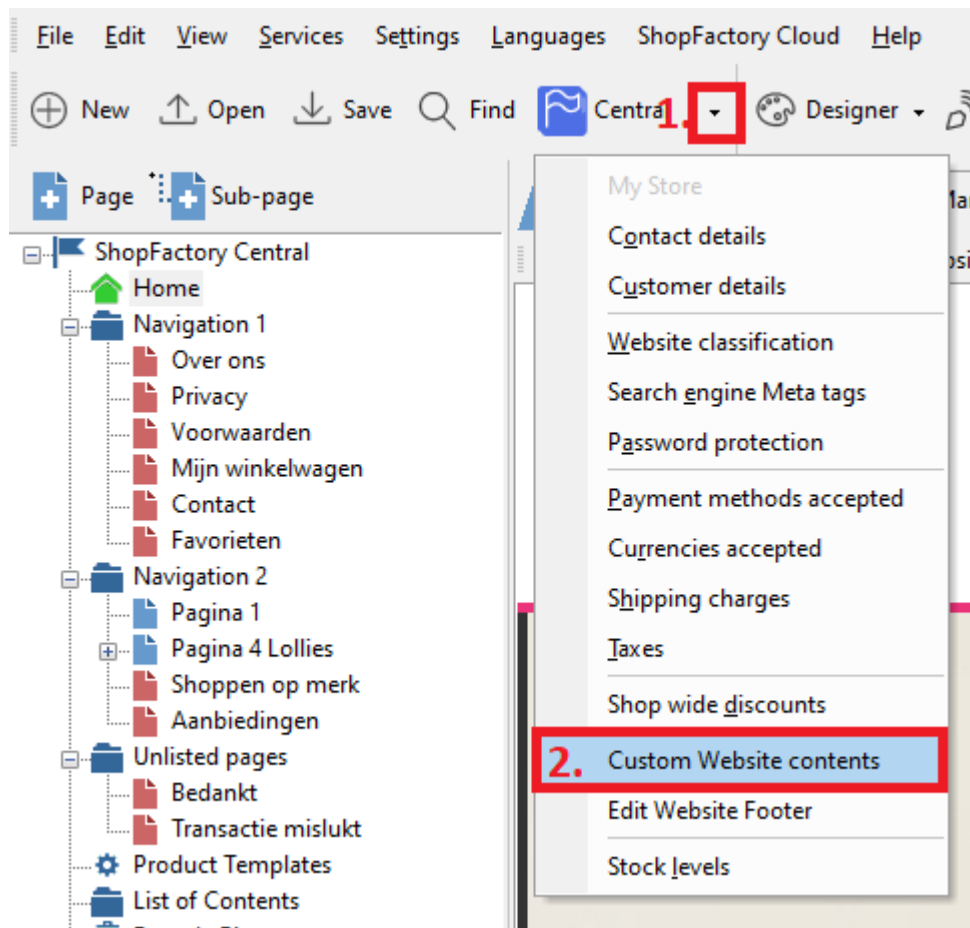 File Edit View Services Settings Languages ShopFactory Cloud Help
New Open Save Find Centra 1. Designer
Page Sub-page
ShopFactory Central
Home
Navigation 1
Over ons
Privacy
Voorwaarden
Mijn winkelwagen
Contact
Favorieten
Navigation 2
Pagina 1
Pagina 4 Lollies
Shoppen op merk
Aanbiedingen
Unlisted pages
Bedankt
Transactie mislukt
Product Templates
List of Contents
My Store
Contact details
Customer details
Website classification
Search engine Meta tags
Password protection
Payment methods accepted
Currencies accepted
Shipping charges
Taxes
Shop wide discounts
2. Custom Website contents
Edit Website Footer
Stock levels